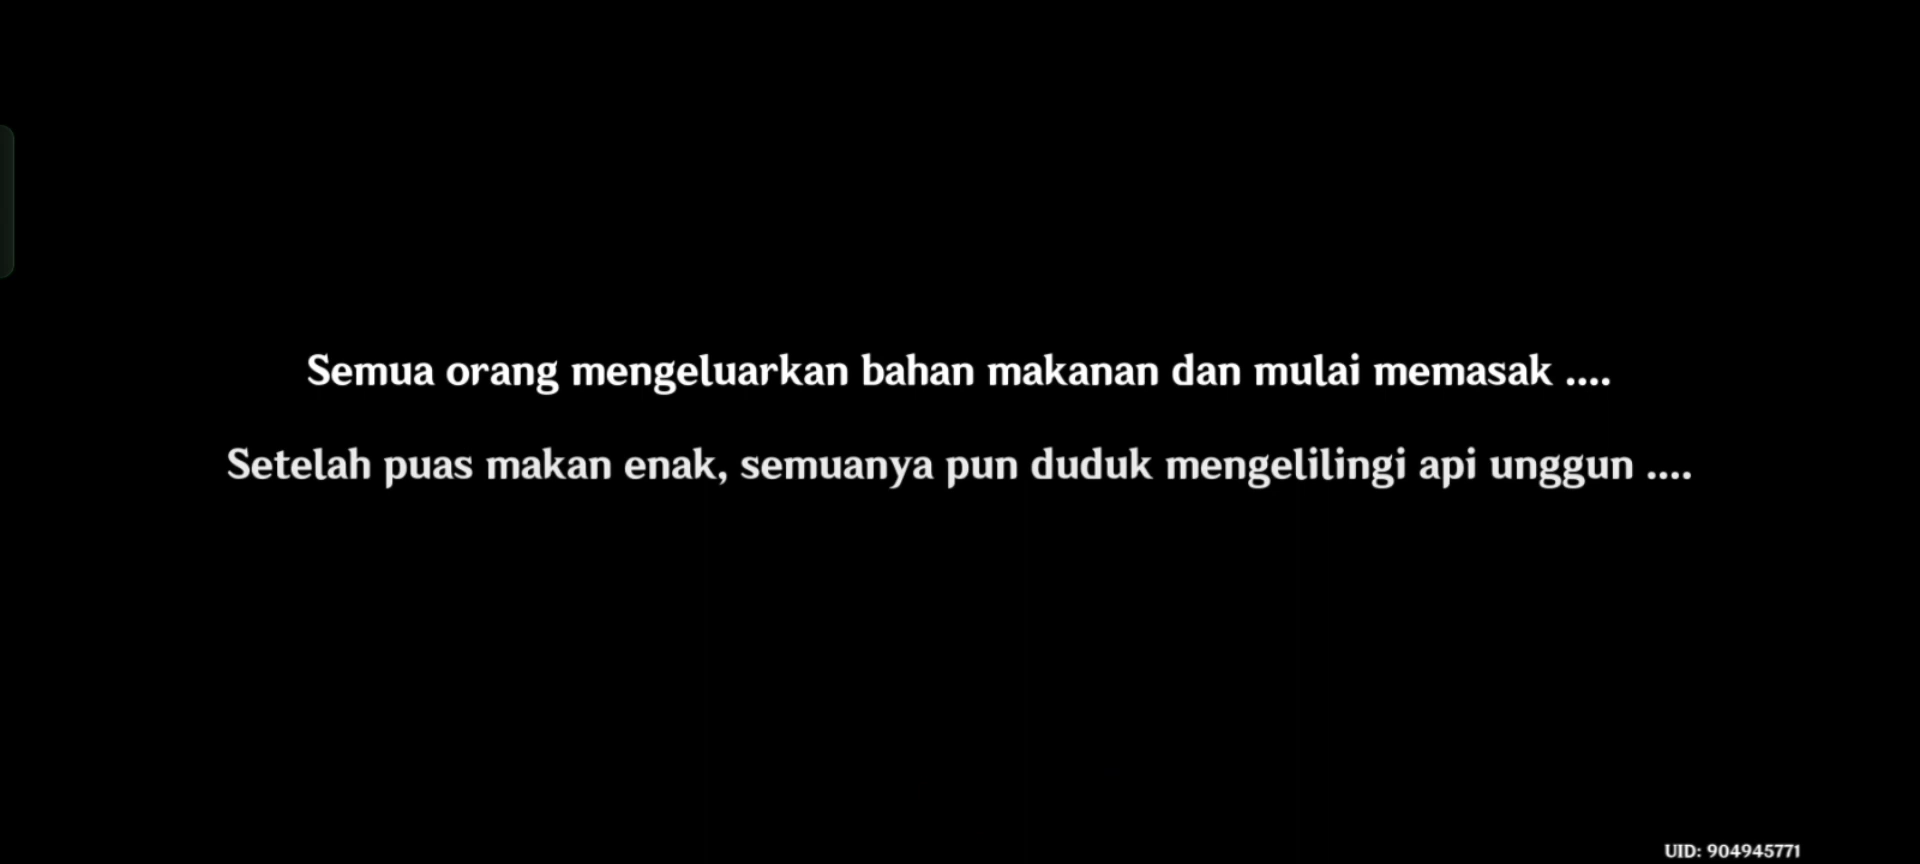 Semua orang mengeluarkan bahan makanan dan mulai memasak ....
Setelah puas makan enak, semuanya pun duduk mengelilingi api unggun ....
UID: 904945771